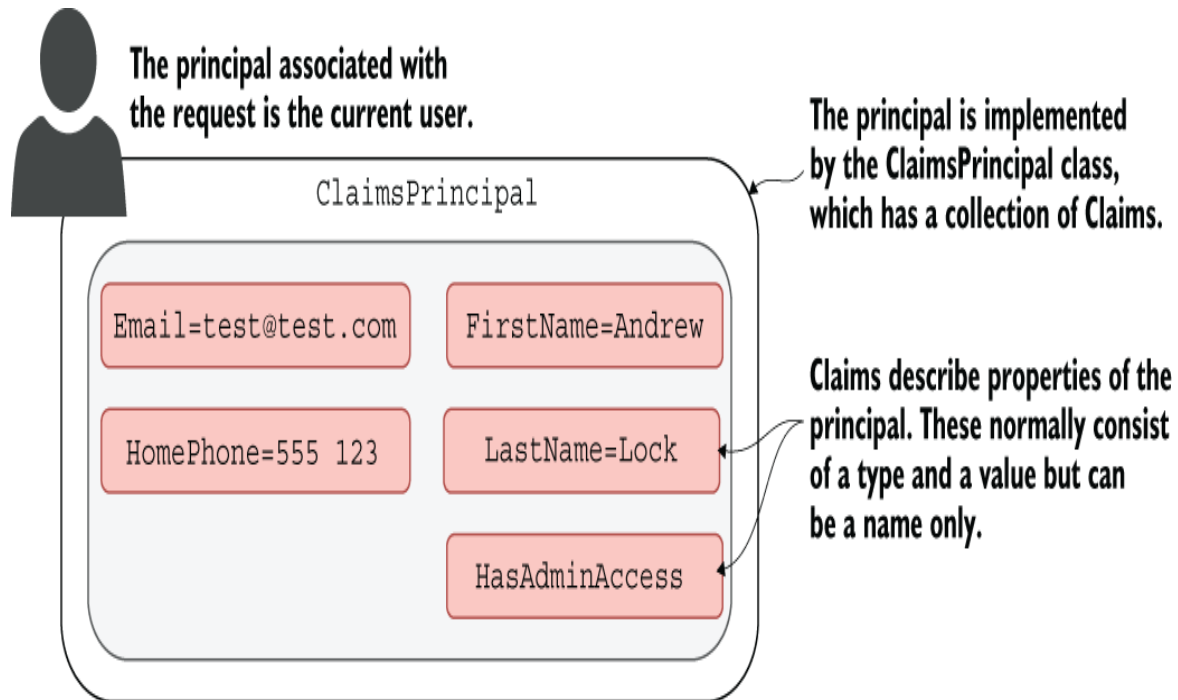 The principal associated with
the request is the current user.
The principal is implemented
by the ClaimsPrincipal class,
which has a collection of Claims.
ClaimsPrincipal
Email=test@test.com
FirstName=Andrew
HomePhone=555 123
LastName=Lock
HasAdminAccess
Claims describe properties of the
principal. These normally consist
of a type and a value but can
be a name only.